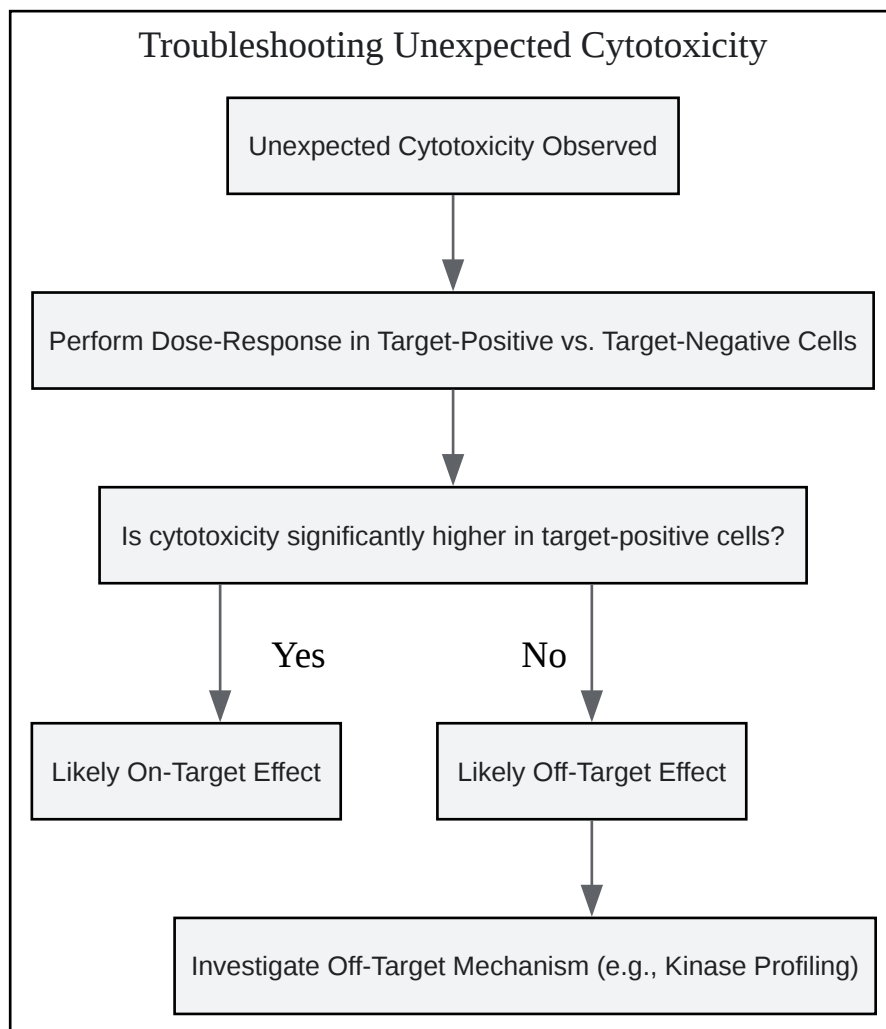 Troubleshooting Unexpected Cytotoxicity
Unexpected Cytotoxicity Observed
Perform Dose-Response in Target-Positive vs. Target-Negative Cells
Is cytotoxicity significantly higher in target-positive cells?
Yes
No
Likely On-Target Effect
Likely Off-Target Effect
Investigate Off-Target Mechanism (e.g., Kinase Profiling)